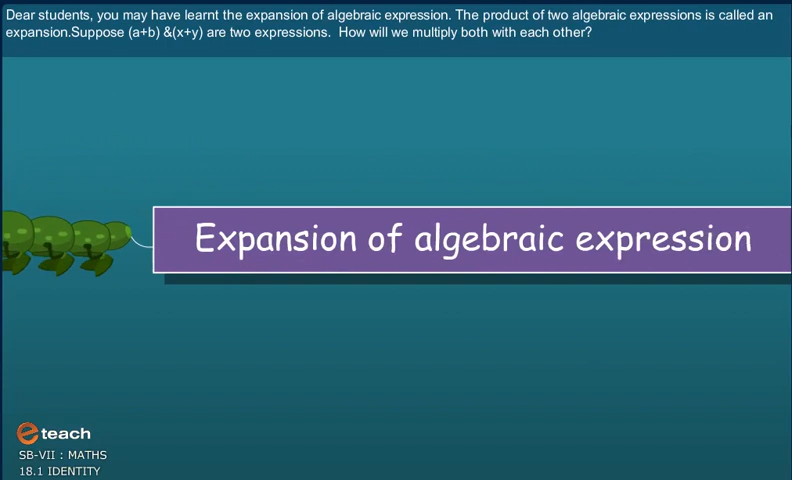 Dear students, you may have learnt the expansion of algebraic expression. The product of two algebraic expressions is called an
expansion.Suppose (a+b) &(x+y) are two expressions.  How will we multiply both with each other?
Expansion of algebraic expression
e teach
SB-VII : MATHS
18.1 IDENTITY